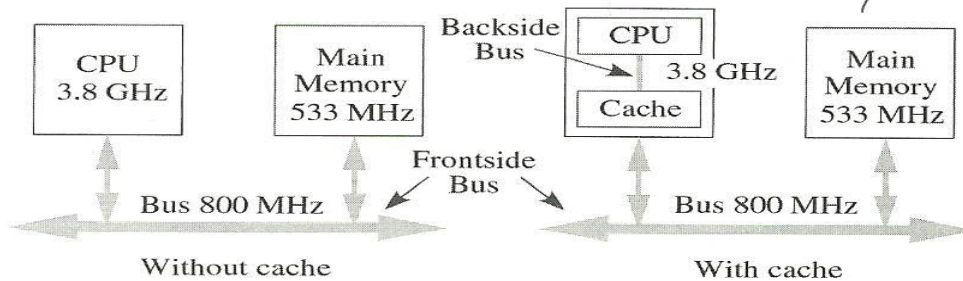 CPU
3.8 GHz
Main
Memory
533 MHz
Bus 800 MHz
Without cache
Frontside
Bus
Backside
Bus
CPU
3.8 GHz
Cache
Main
Memory
533 MHz
Bus 800 MHz
With cache